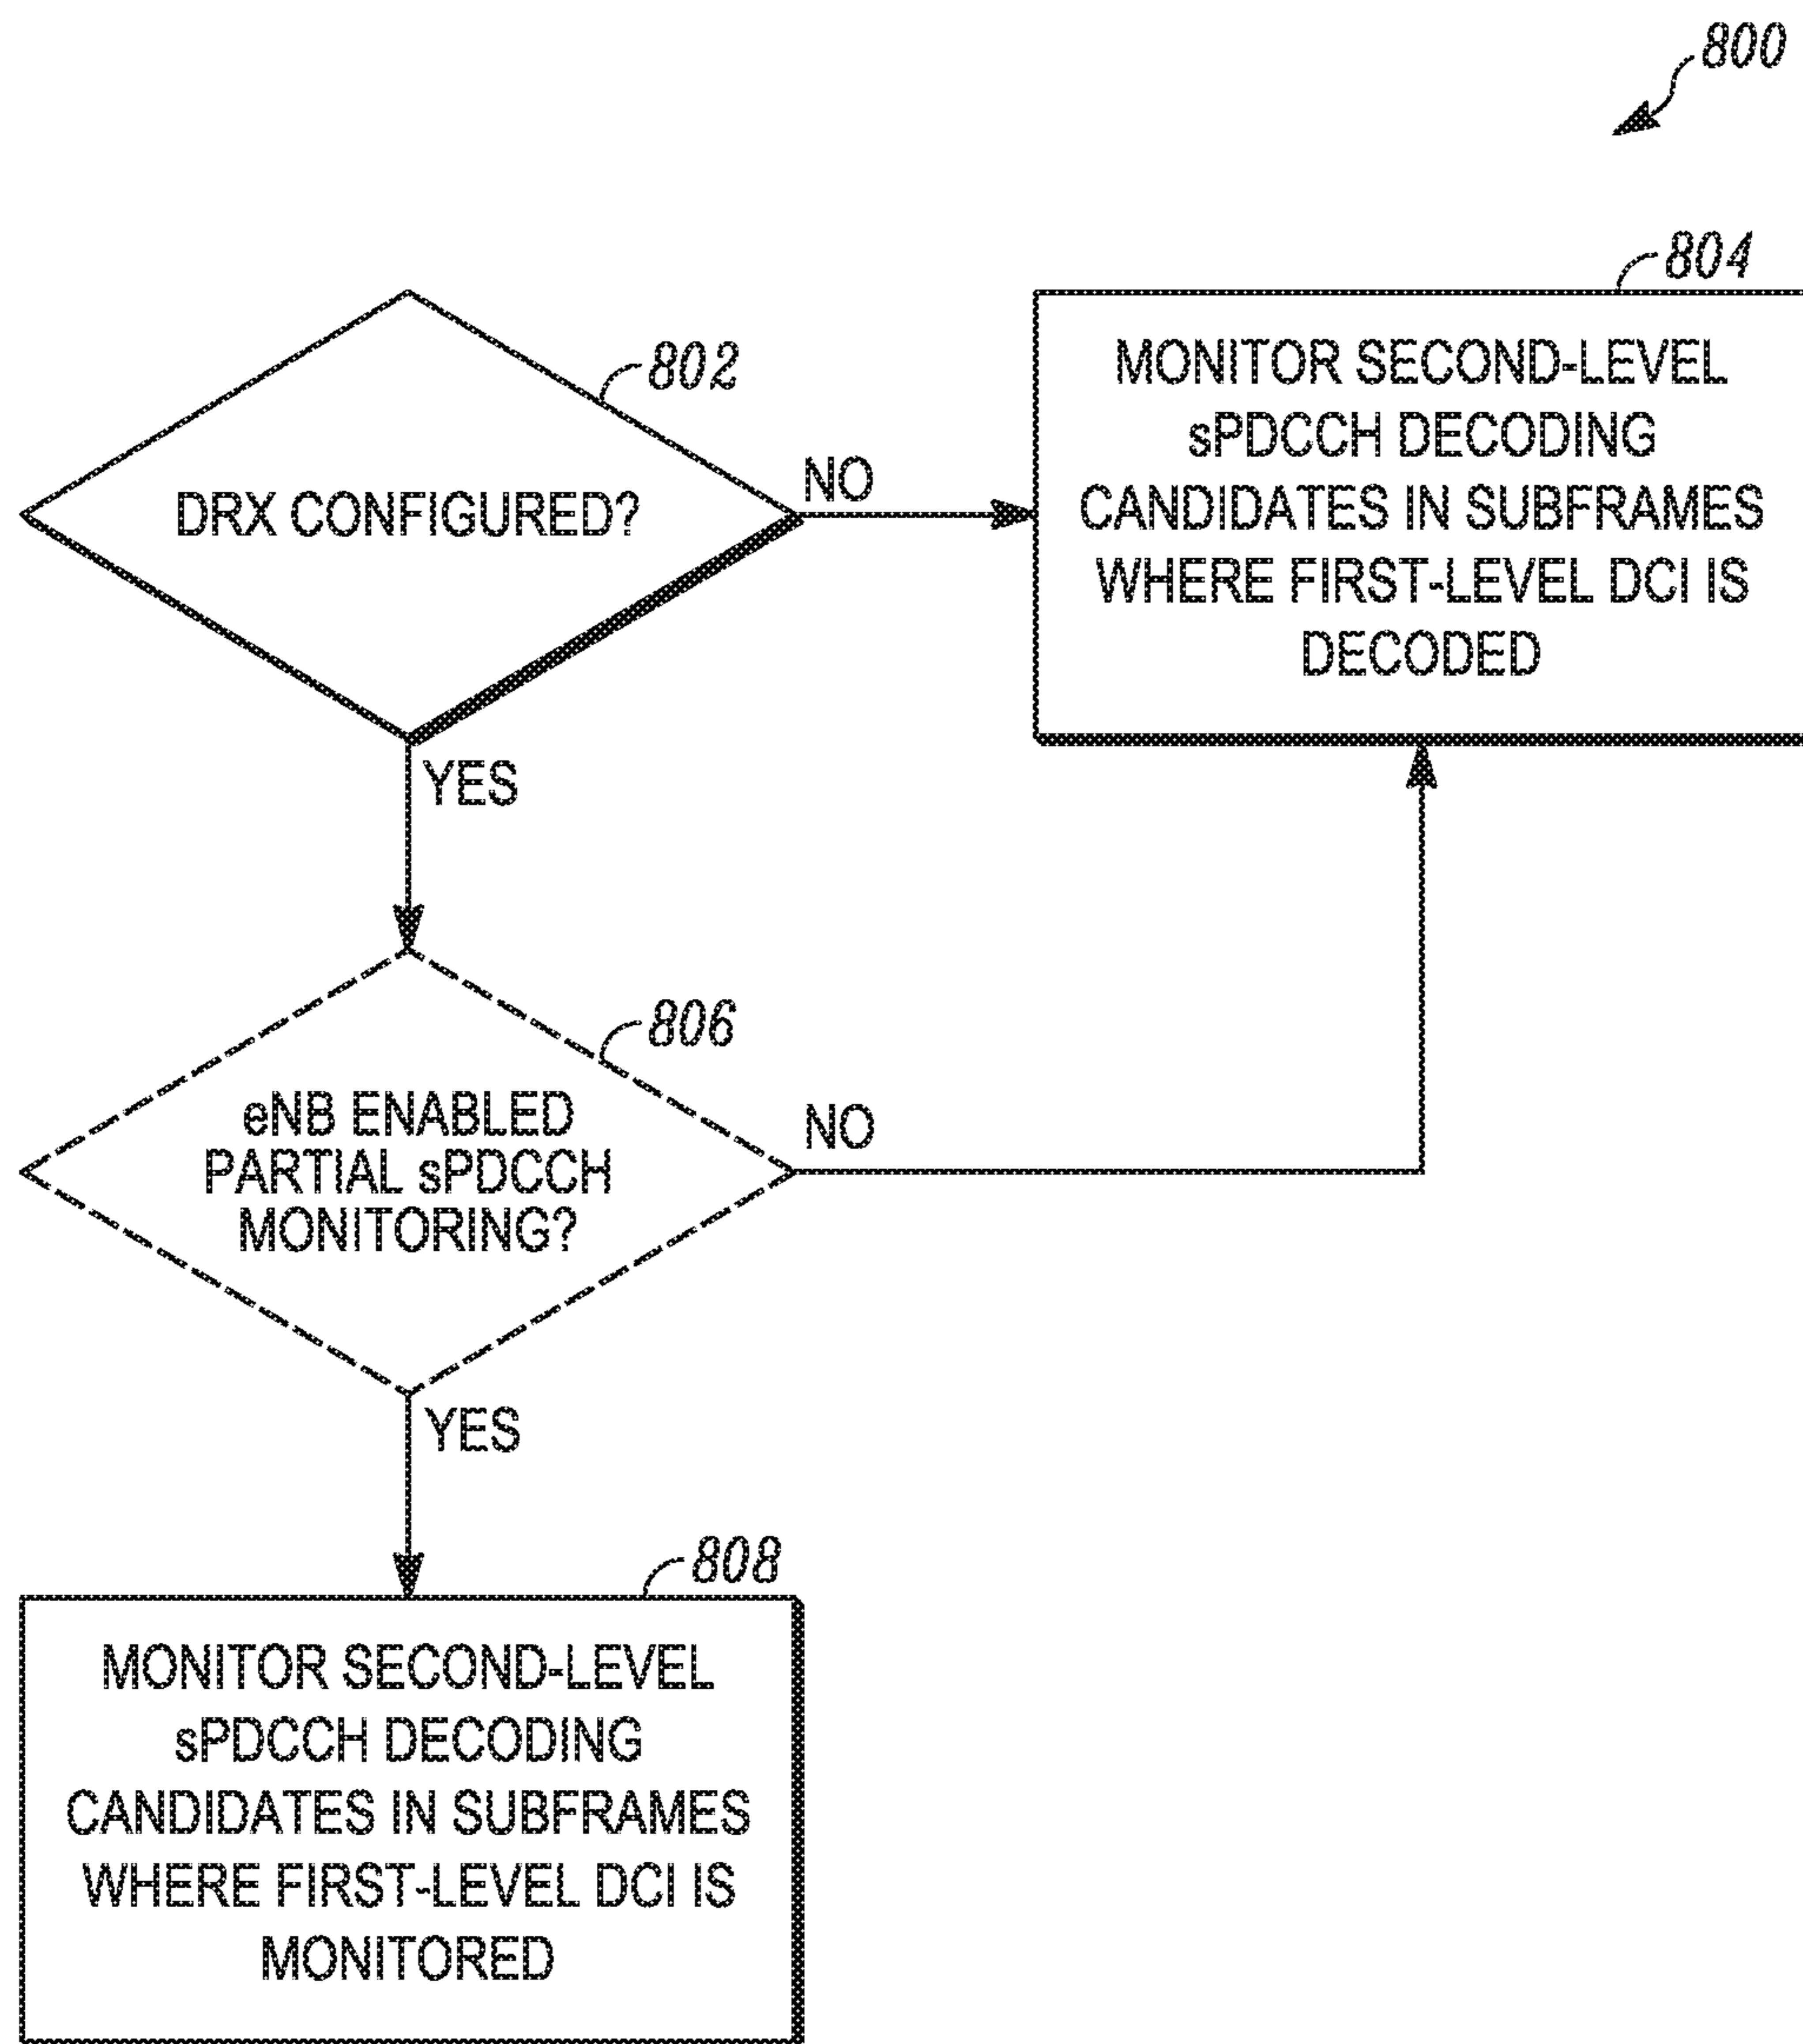 800
802
DRX CONFIGURED?
NO
YES
804
MONITOR SECOND-LEVEL
sPDCCH DECODING
CANDIDATES IN SUBFRAMES
WHERE FIRST-LEVEL DCI IS
DECODED
806
eNB ENABLED
PARTIAL sPDCCH
MONITORING?
NO
YES
808
MONITOR SECOND-LEVEL
sPDCCH DECODING
CANDIDATES IN SUBFRAMES
WHERE FIRST-LEVEL DCI IS
MONITORED